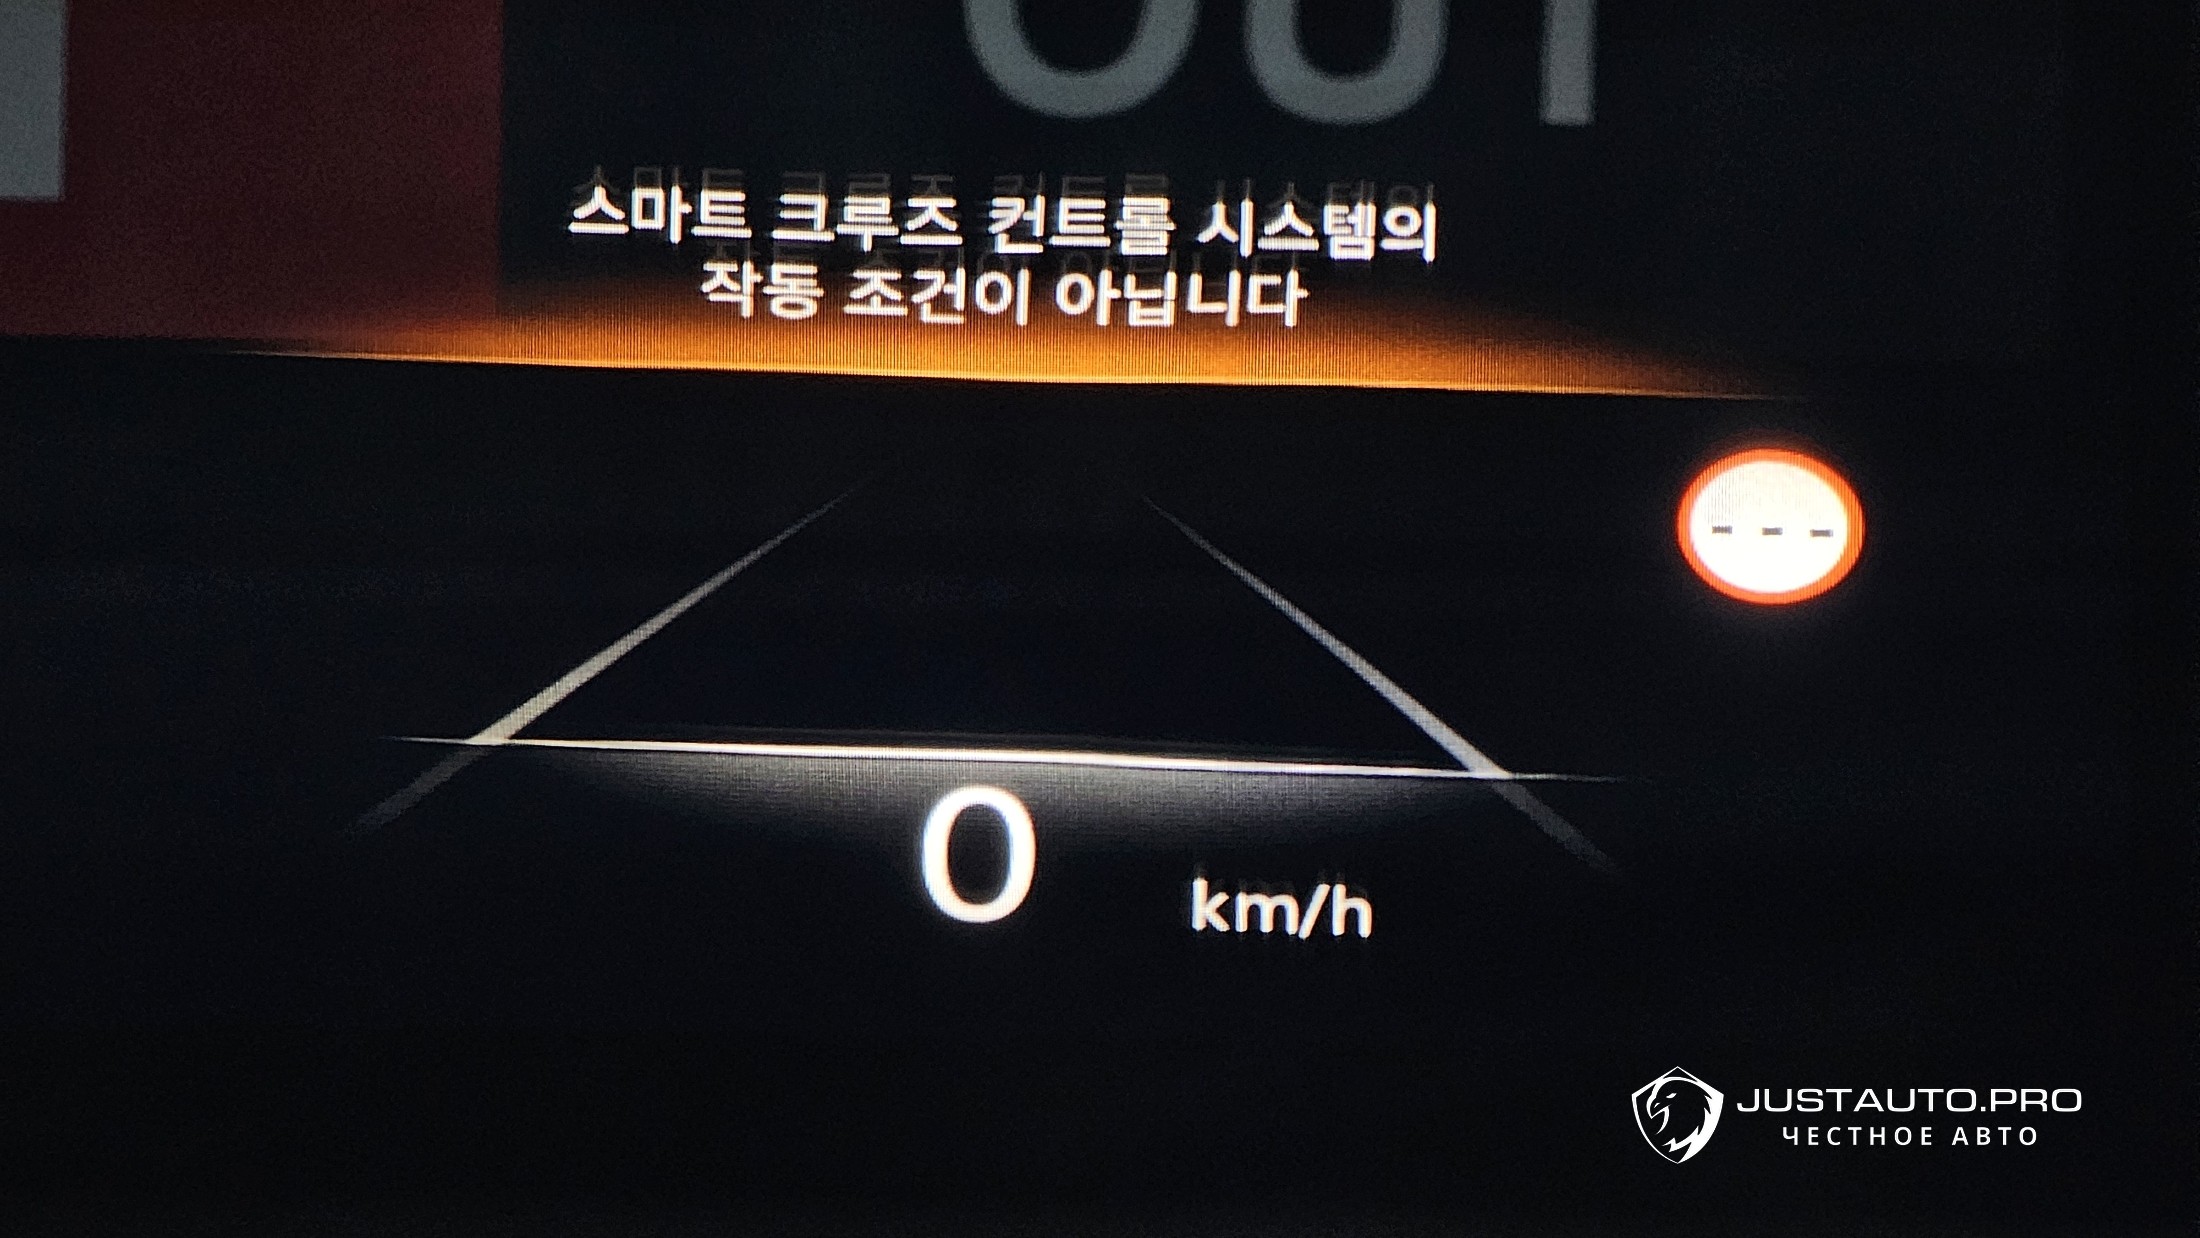 스마트 크루즈 컨트롤 시스템의
작동 조건이 아닙니다
- - -
0 km/h
JUSTAUTO.PRO
ЧЕСТНОЕ АВТО